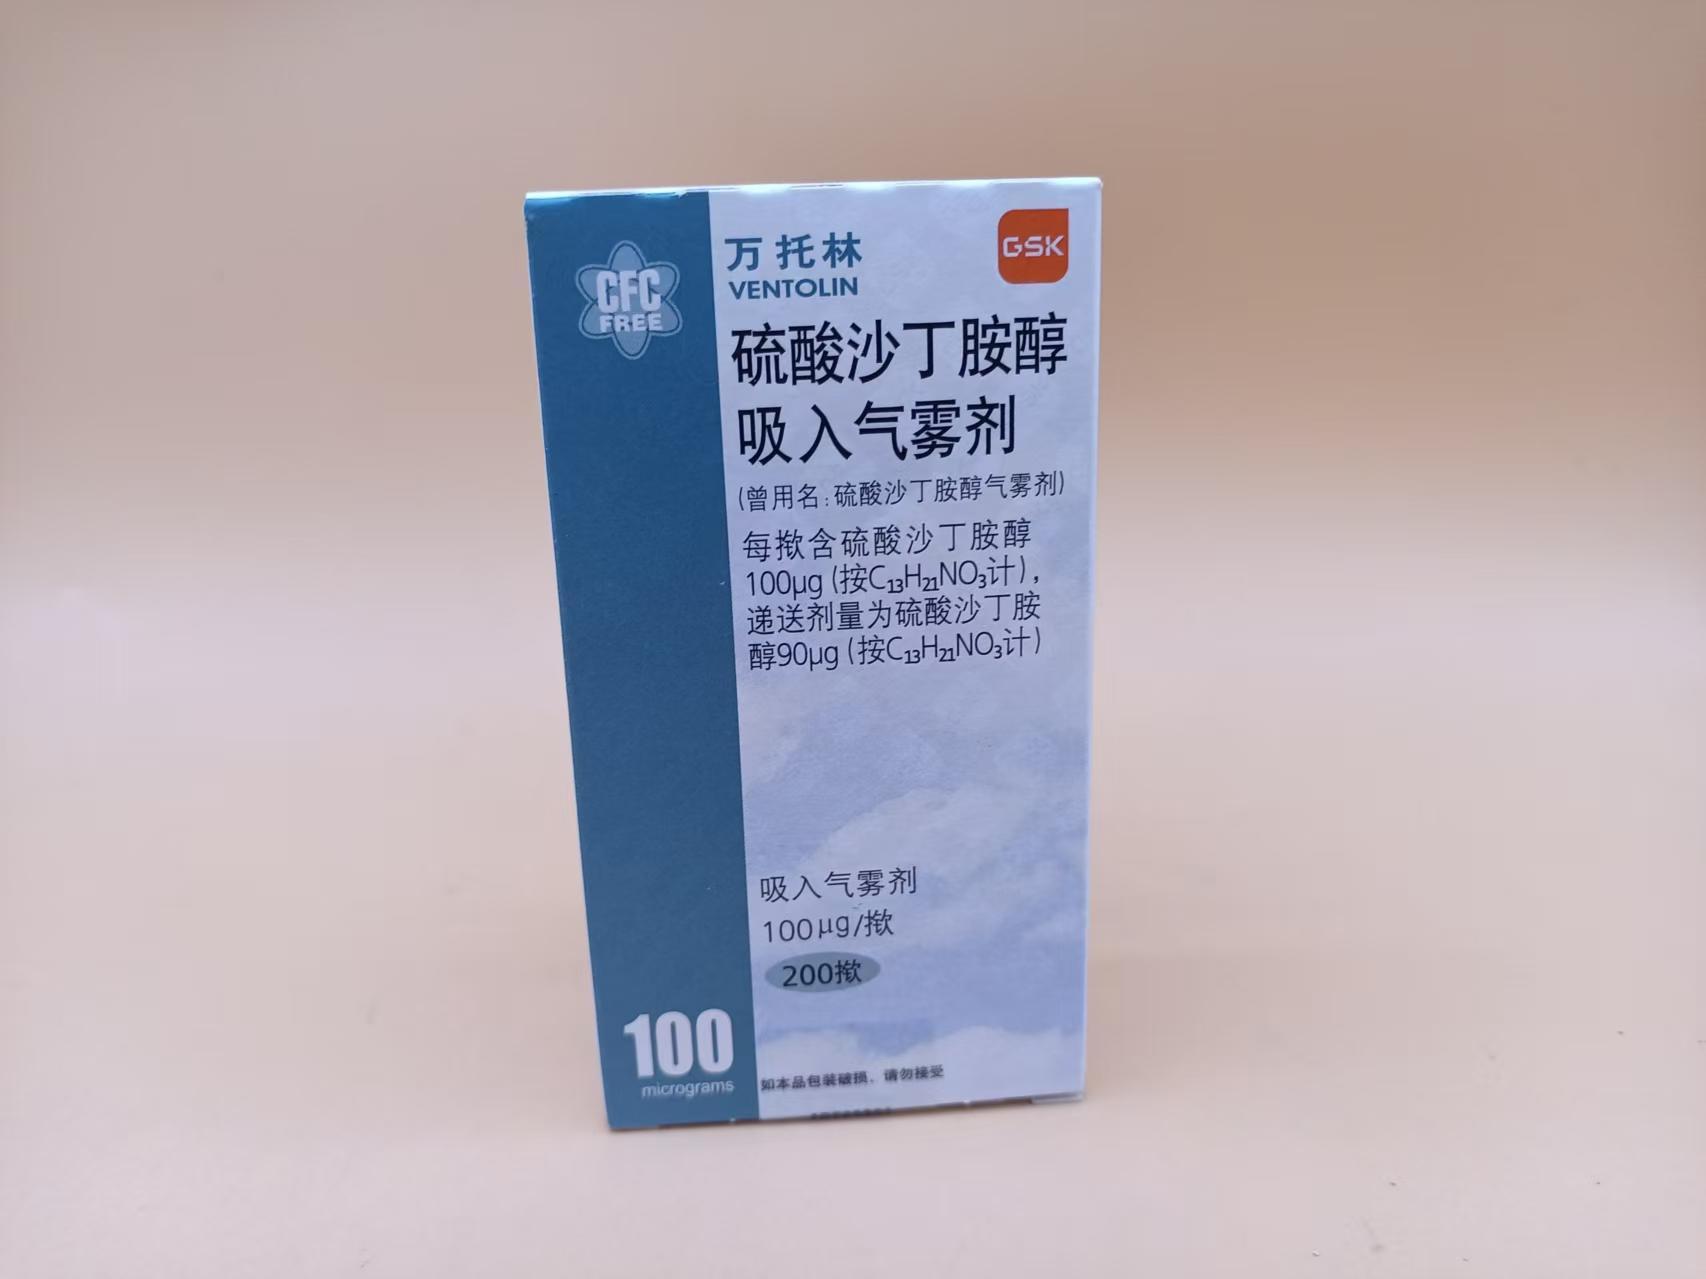 CFC
FREE
万托林
VENTOLIN
GSK
硫酸沙丁胺醇
吸入气雾剂
(曾用名:硫酸沙丁胺醇气雾剂)
每揿含硫酸沙丁胺醇
100μg(按C₁₃H₂₁NO₃计),
递送剂量为硫酸沙丁胺
醇90μg(按C₁₃H₂₁NO₃计)
吸入气雾剂
100μg/揿
200揿
100
micrograms
如本品包装破损，请勿接受